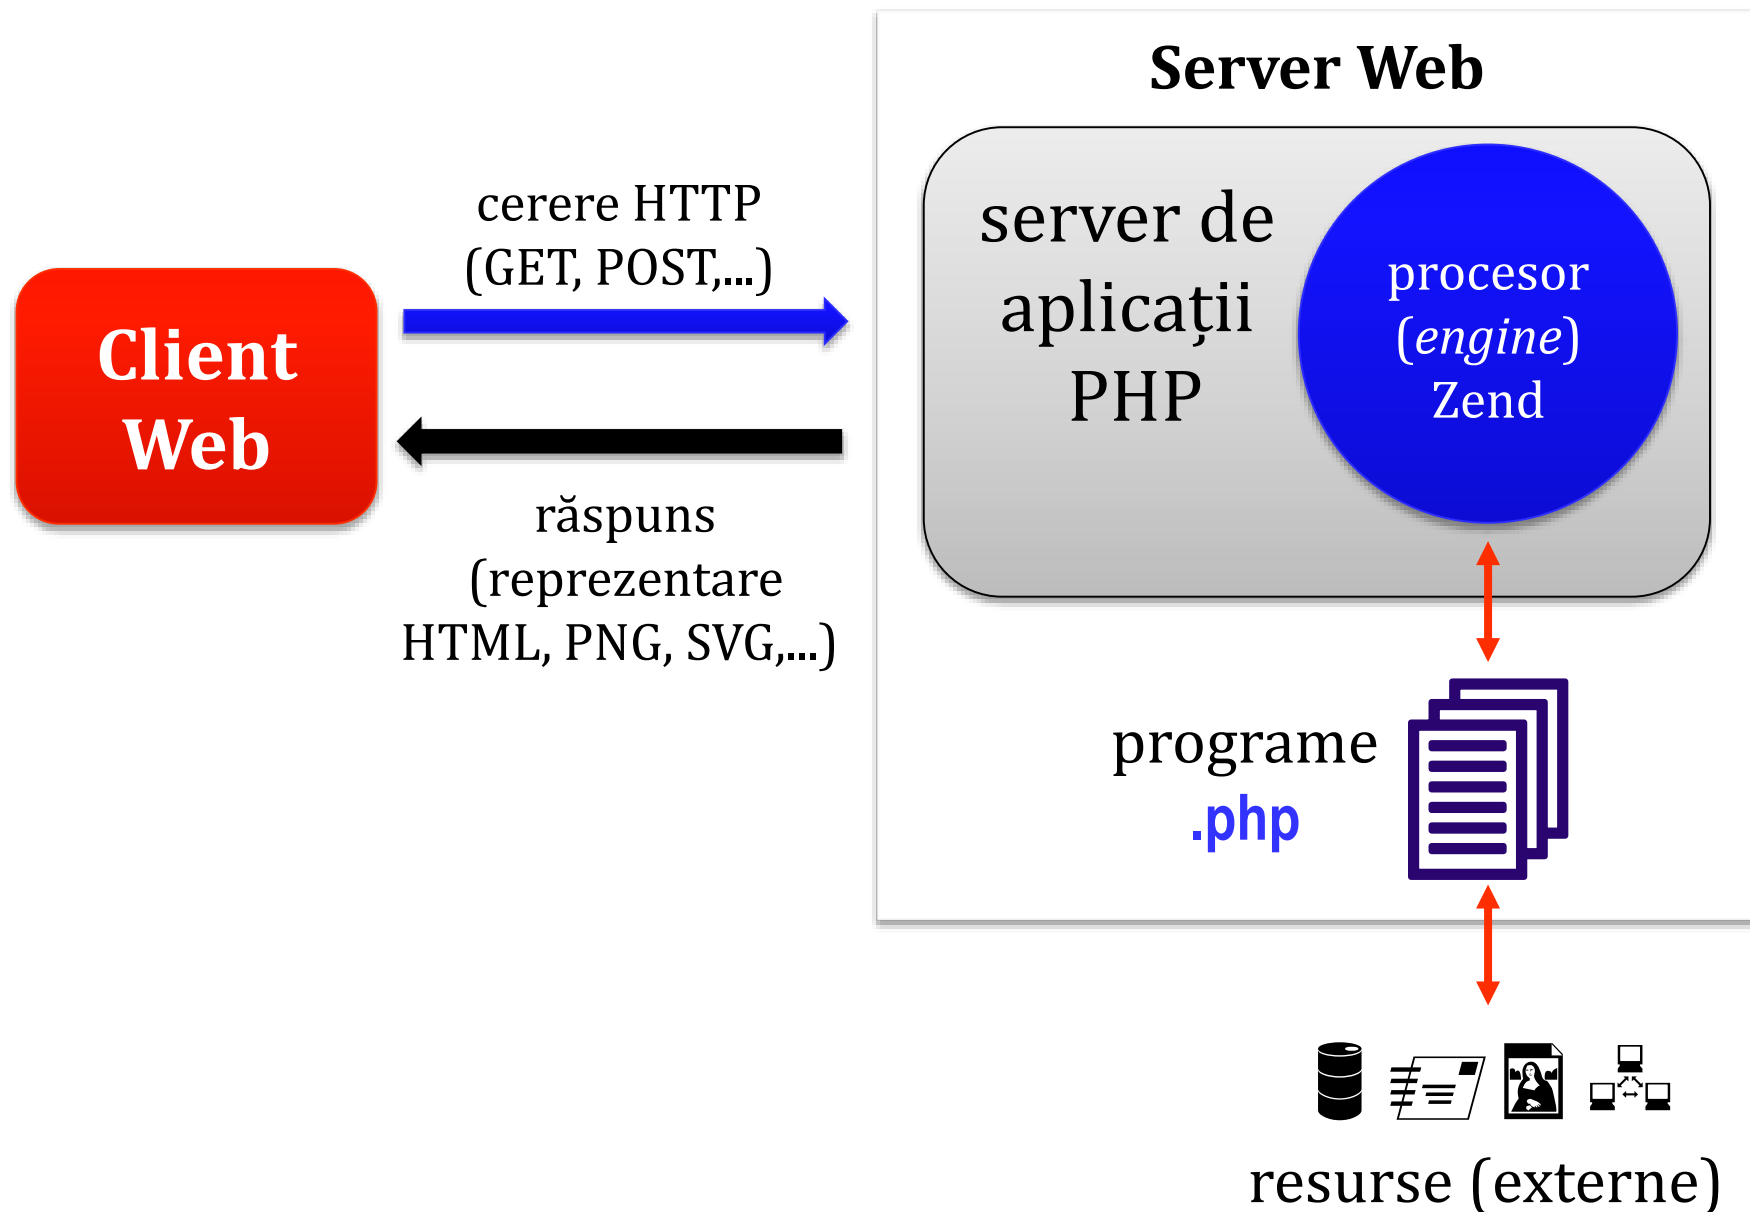 Server Web
cerere HTTP
(GET, POST,...)
Client
Web
răspuns
(reprezentare
HTML, PNG, SVG,...)
server de
aplicații
PHP
procesor
(engine)
Zend
programe
.php
resurse (externe)